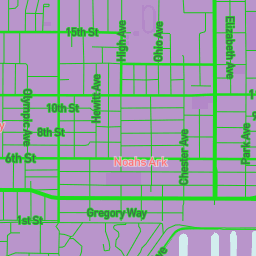 15th St
High Ave
Ohio Ave
Elizabeth Ave
Olympic Ave
Hewitt Ave
10th St
8th St
6th St
Noahs Ark
Chester Ave
Park Ave
Gregory Way
1st St